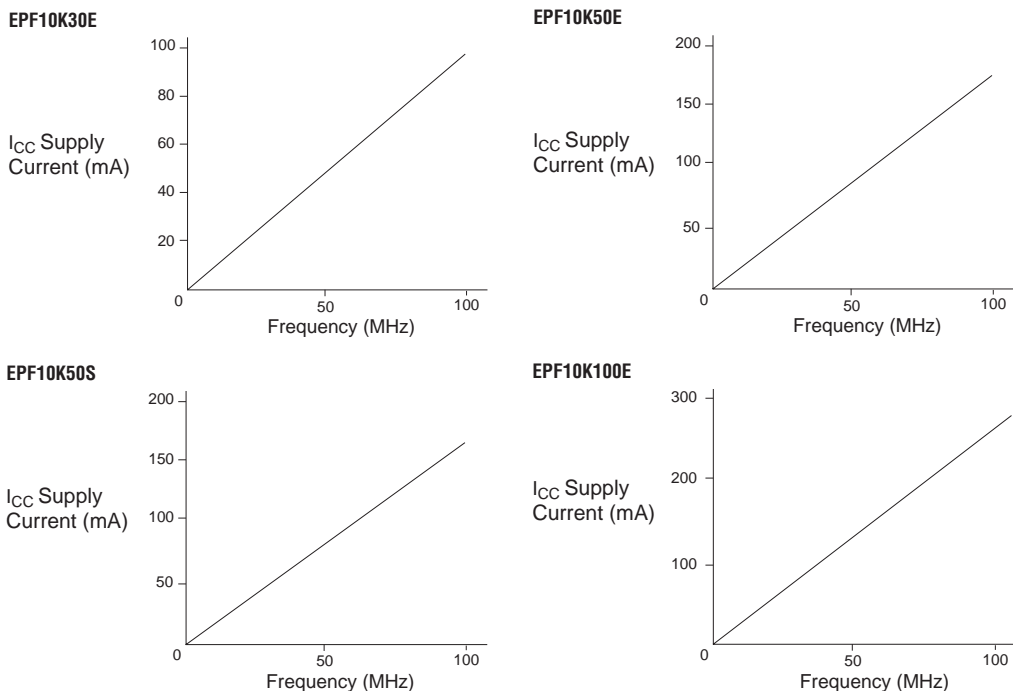 EPF10K30E
100
80
60
40
20
0
I_CC Supply
Current (mA)
50
100
Frequency (MHz)
EPF10K50E
200
150
100
50
0
I_CC Supply
Current (mA)
50
100
Frequency (MHz)
EPF10K50S
200
150
100
50
0
I_CC Supply
Current (mA)
50
100
Frequency (MHz)
EPF10K100E
300
200
100
0
I_CC Supply
Current (mA)
50
100
Frequency (MHz)